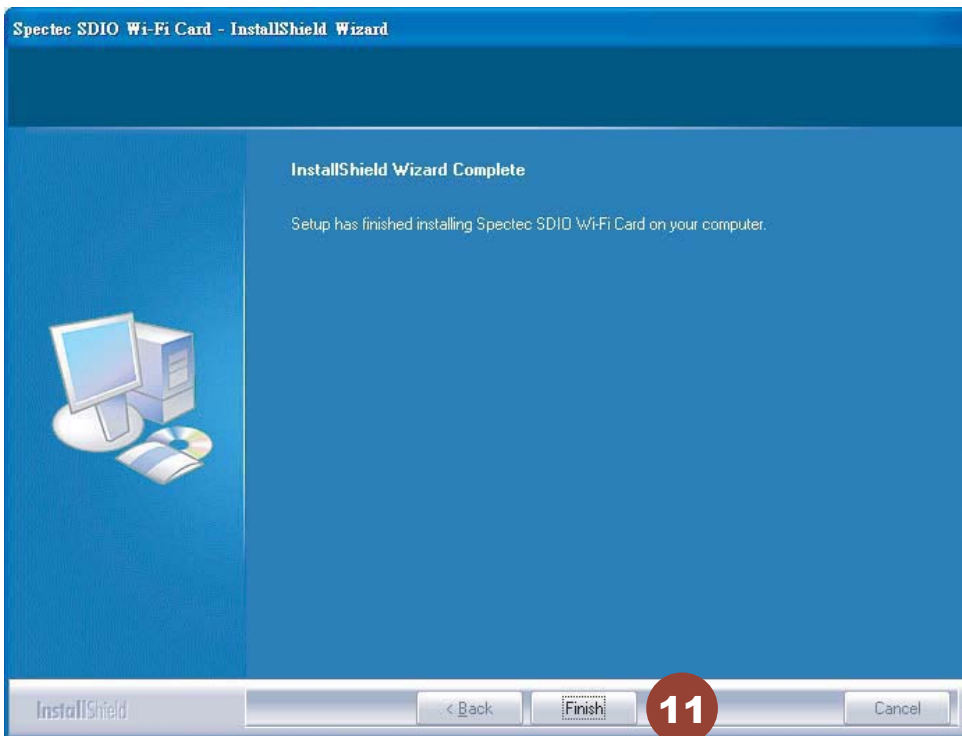 Spectec SDIO Wi-Fi Card - InstallShield Wizard
InstallShield Wizard Complete
Setup has finished installing Spectec SDIO Wi-Fi Card on your computer.
InstallShield
< Back
Finish
11
Cancel